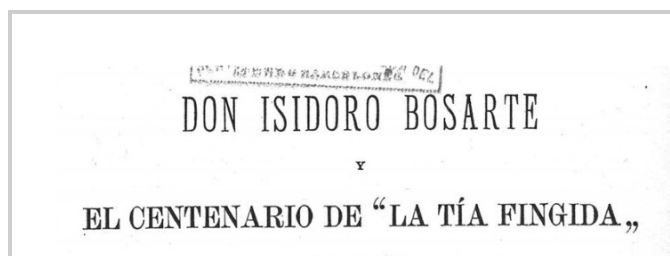 DON ISIDORO BOSARTE
Y
EL CENTENARIO DE “LA TÍA FINGIDA„